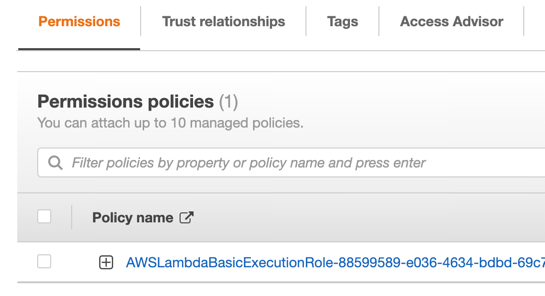 Permissions Trust relationships Tags Access Advisor
Permissions policies (1)
You can attach up to 10 managed policies.
Filter policies by property or policy name and press enter
Policy name
AWSLambdaBasicExecutionRole-88599589-e036-4634-bdbd-69c7